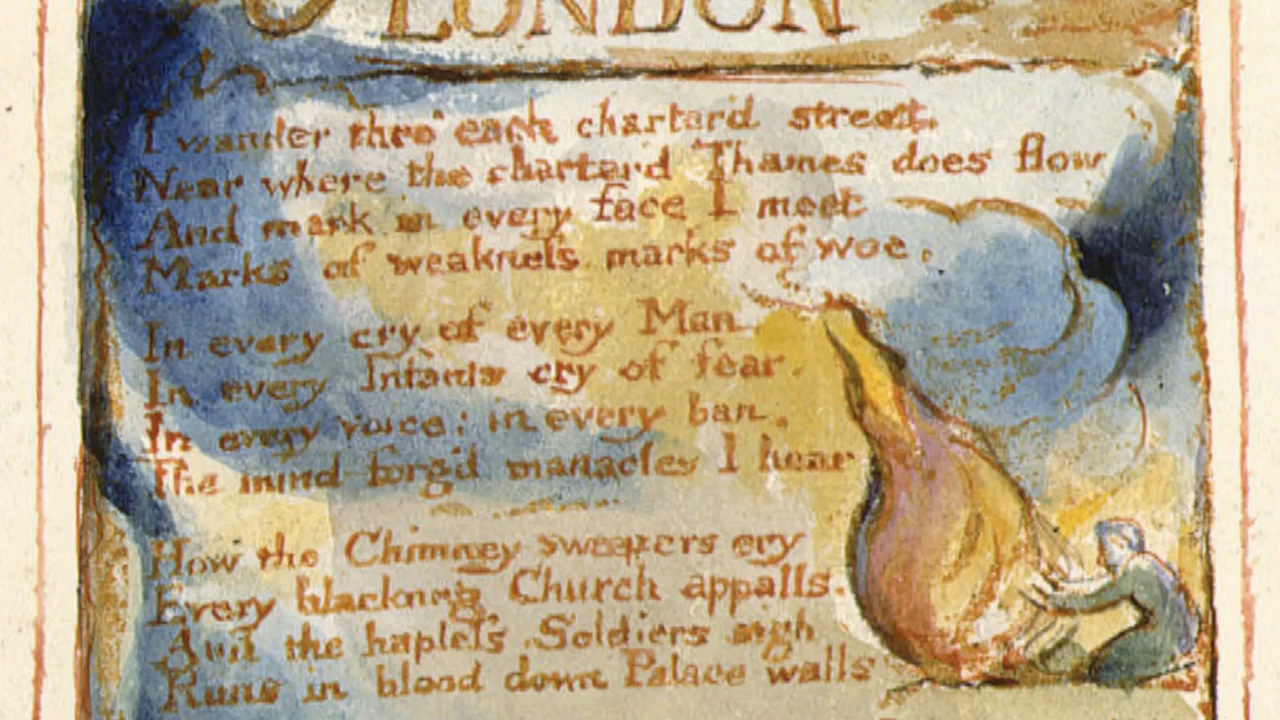 LONDON
I wander thro' each charter'd street,
Near where the charter'd Thames does flow
And mark in every face I meet
Marks of weakneſs marks of woe.
In every cry of every Man
In every Infants cry of fear.
In every voice; in every ban.
The mind-forg'd manacles I hear
How the Chimney sweepers cry
Every blackning Church appalls.
And the hapleſs Soldiers sigh
Runs in blood down Palace walls